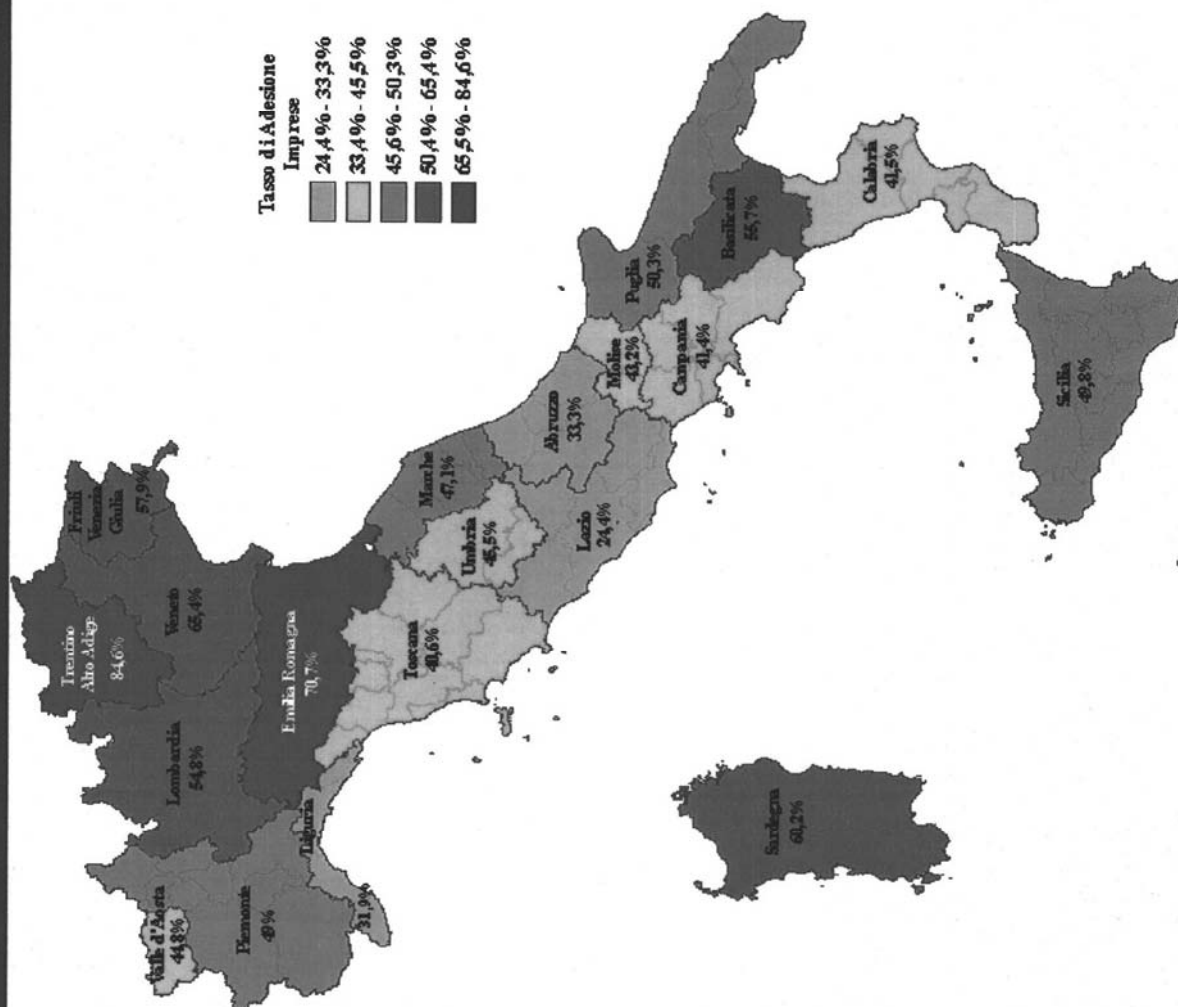 Tasso di Adesione
Imprese
24,4% - 33,3%
33,4% - 45,5%
45,6% - 50,3%
50,4% - 65,4%
65,5% - 84,6%
Trentino
Alto Adige
84,6%
Friuli
Venezia
Giulia
57,9%
Valle d'Aosta
44,8%
Lombardia
54,8%
Veneto
65,4%
Piemonte
49%
Emilia Romagna
70,7%
Liguria
31,9%
Toscana
40,6%
Umbria
45,5%
Marche
47,1%
Lazio
24,4%
Abruzzo
33,3%
Molise
43,2%
Campania
41,4%
Puglia
50,3%
Basilicata
55,7%
Calabria
41,5%
Sardegna
60,2%
Sicilia
49,8%